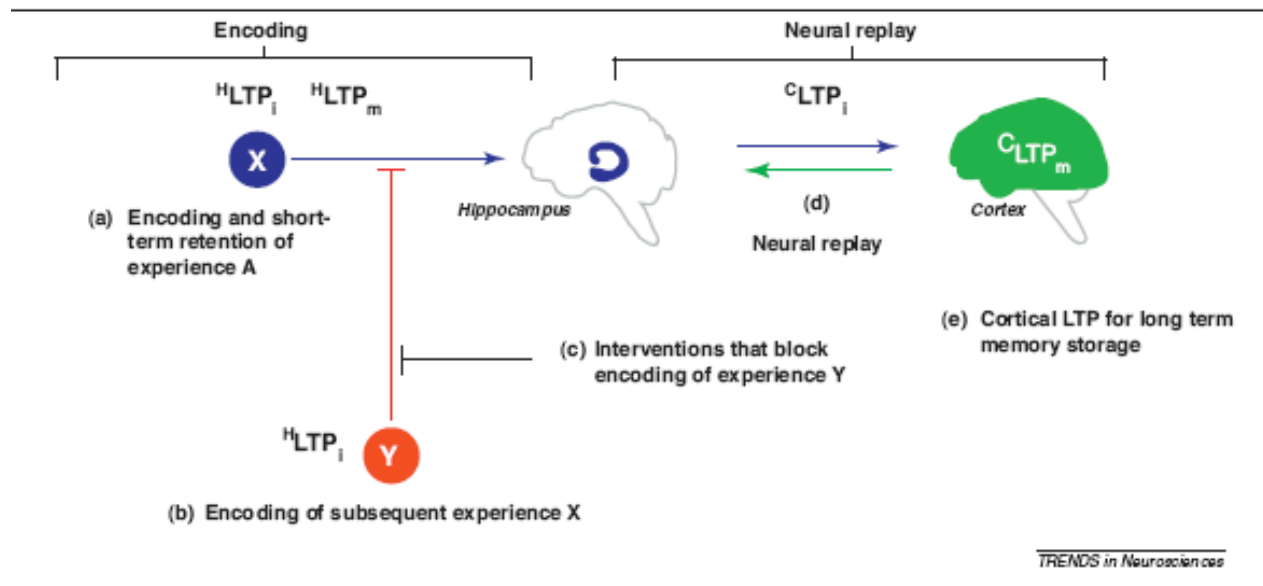 Encoding
Neural replay
HLTPi HLTPm
CLTPi
X
CLTPm
Hippocampus
Cortex
(a) Encoding and short-
term retention of
experience A
(d)
Neural replay
(e) Cortical LTP for long term
memory storage
(c) Interventions that block
encoding of experience Y
HLTPi
Y
(b) Encoding of subsequent experience X
TRENDS in Neurosciences